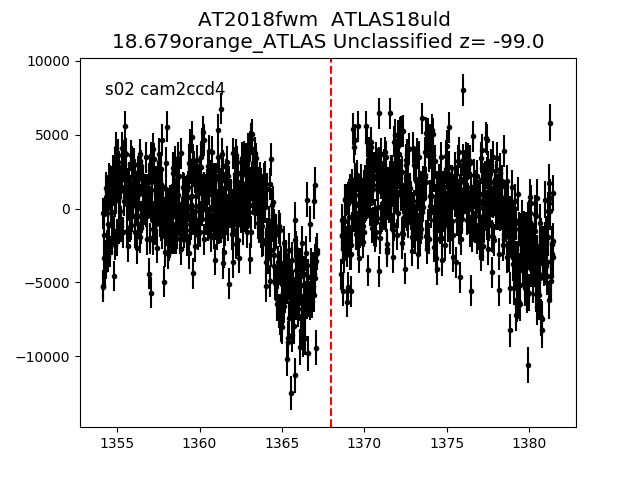 AT2018fwm  ATLAS18uld
18.679orange_ATLAS Unclassified z= -99.0
s02 cam2ccd4
10000
5000
0
−5000
−10000
1355 1360 1365 1370 1375 1380